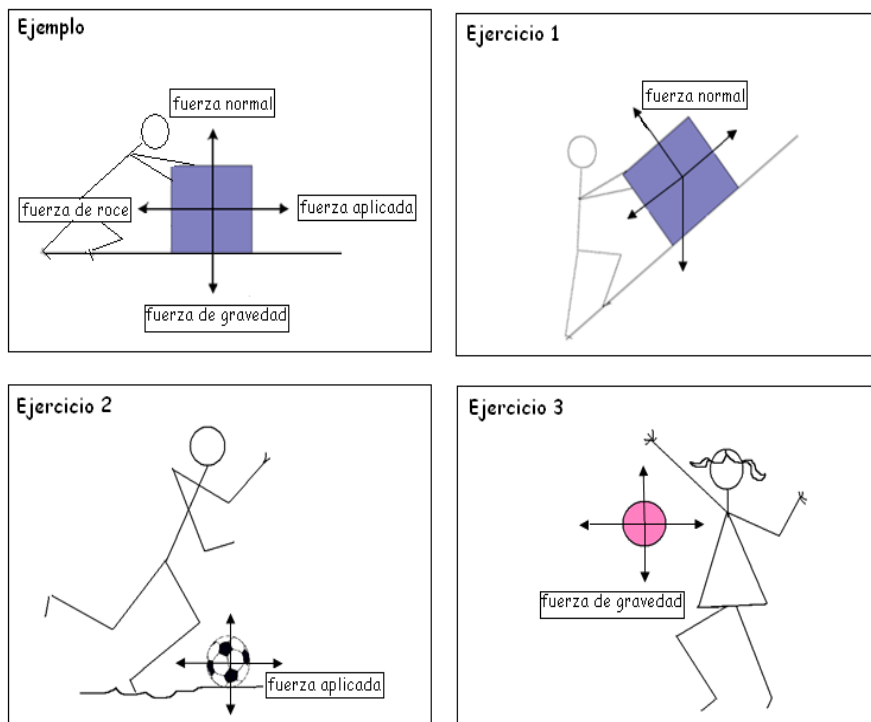 Ejemplo
fuerza normal
fuerza de roce
fuerza aplicada
fuerza de gravedad
Ejercicio 1
fuerza normal
Ejercicio 2
fuerza aplicada
Ejercicio 3
fuerza de gravedad